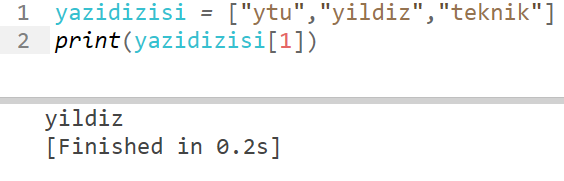 1 yazidizisi = ["ytu","yildiz","teknik"]
2 print(yazidizisi[1])
yildiz
[Finished in 0.2s]